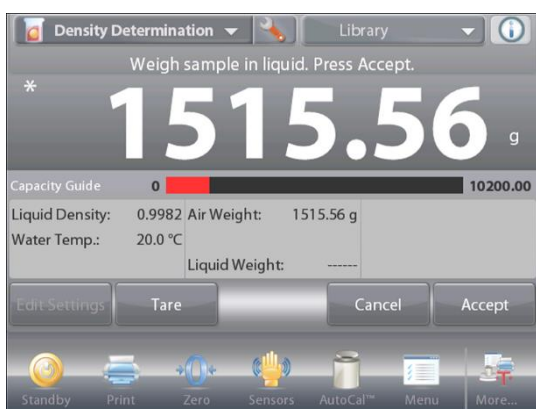 Density Determination Library
Weigh sample in liquid. Press Accept.
* 1515.56 g
Capacity Guide 0 10200.00
Liquid Density: 0.9982 Air Weight: 1515.56 g
Water Temp.: 20.0 °C
Liquid Weight: ------
Edit Settings Tare Cancel Accept
Standby Print Zero Sensors AutoCal™ Menu More...